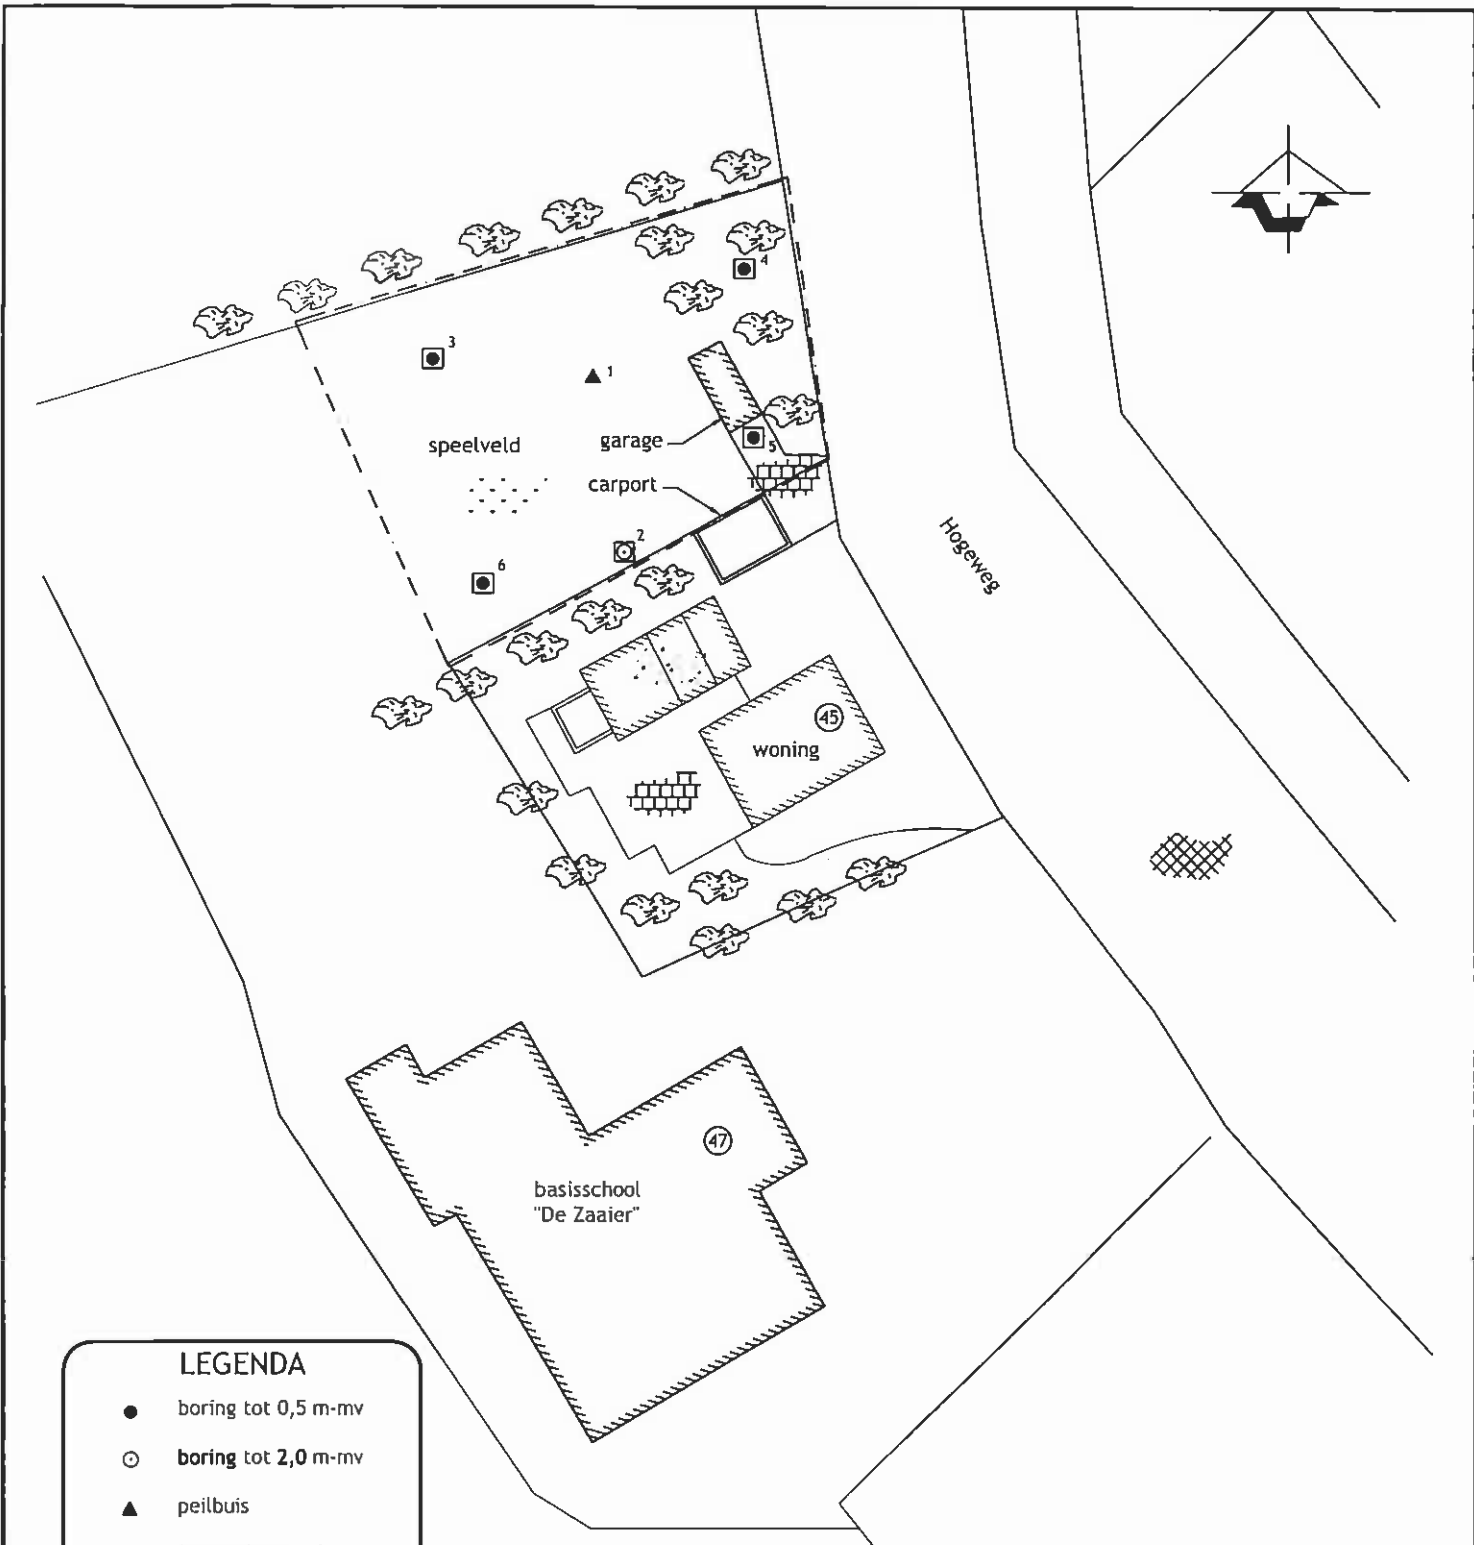 4
3
1
speelveld
garage
5
carport
2
6
Hogeweg
45
woning
47
basisschool
"De Zaaier"
LEGENDA
boring tot 0,5 m-mv
boring tot 2,0 m-mv
peilbuis